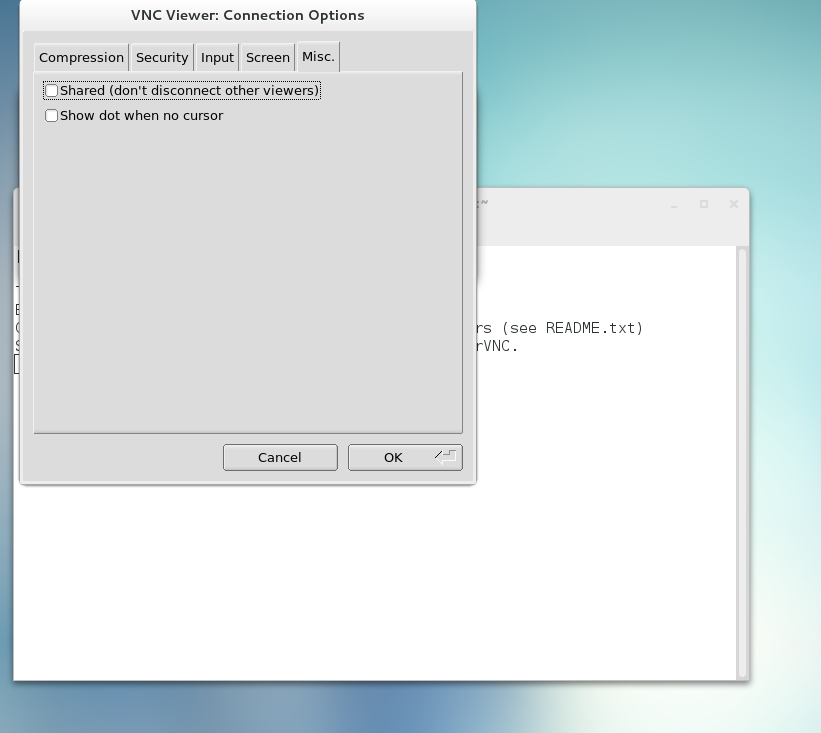 VNC Viewer: Connection Options
Compression Security Input Screen Misc.
Shared (don't disconnect other viewers)
Show dot when no cursor
:~
rs (see README.txt)
rVNC.
Cancel OK